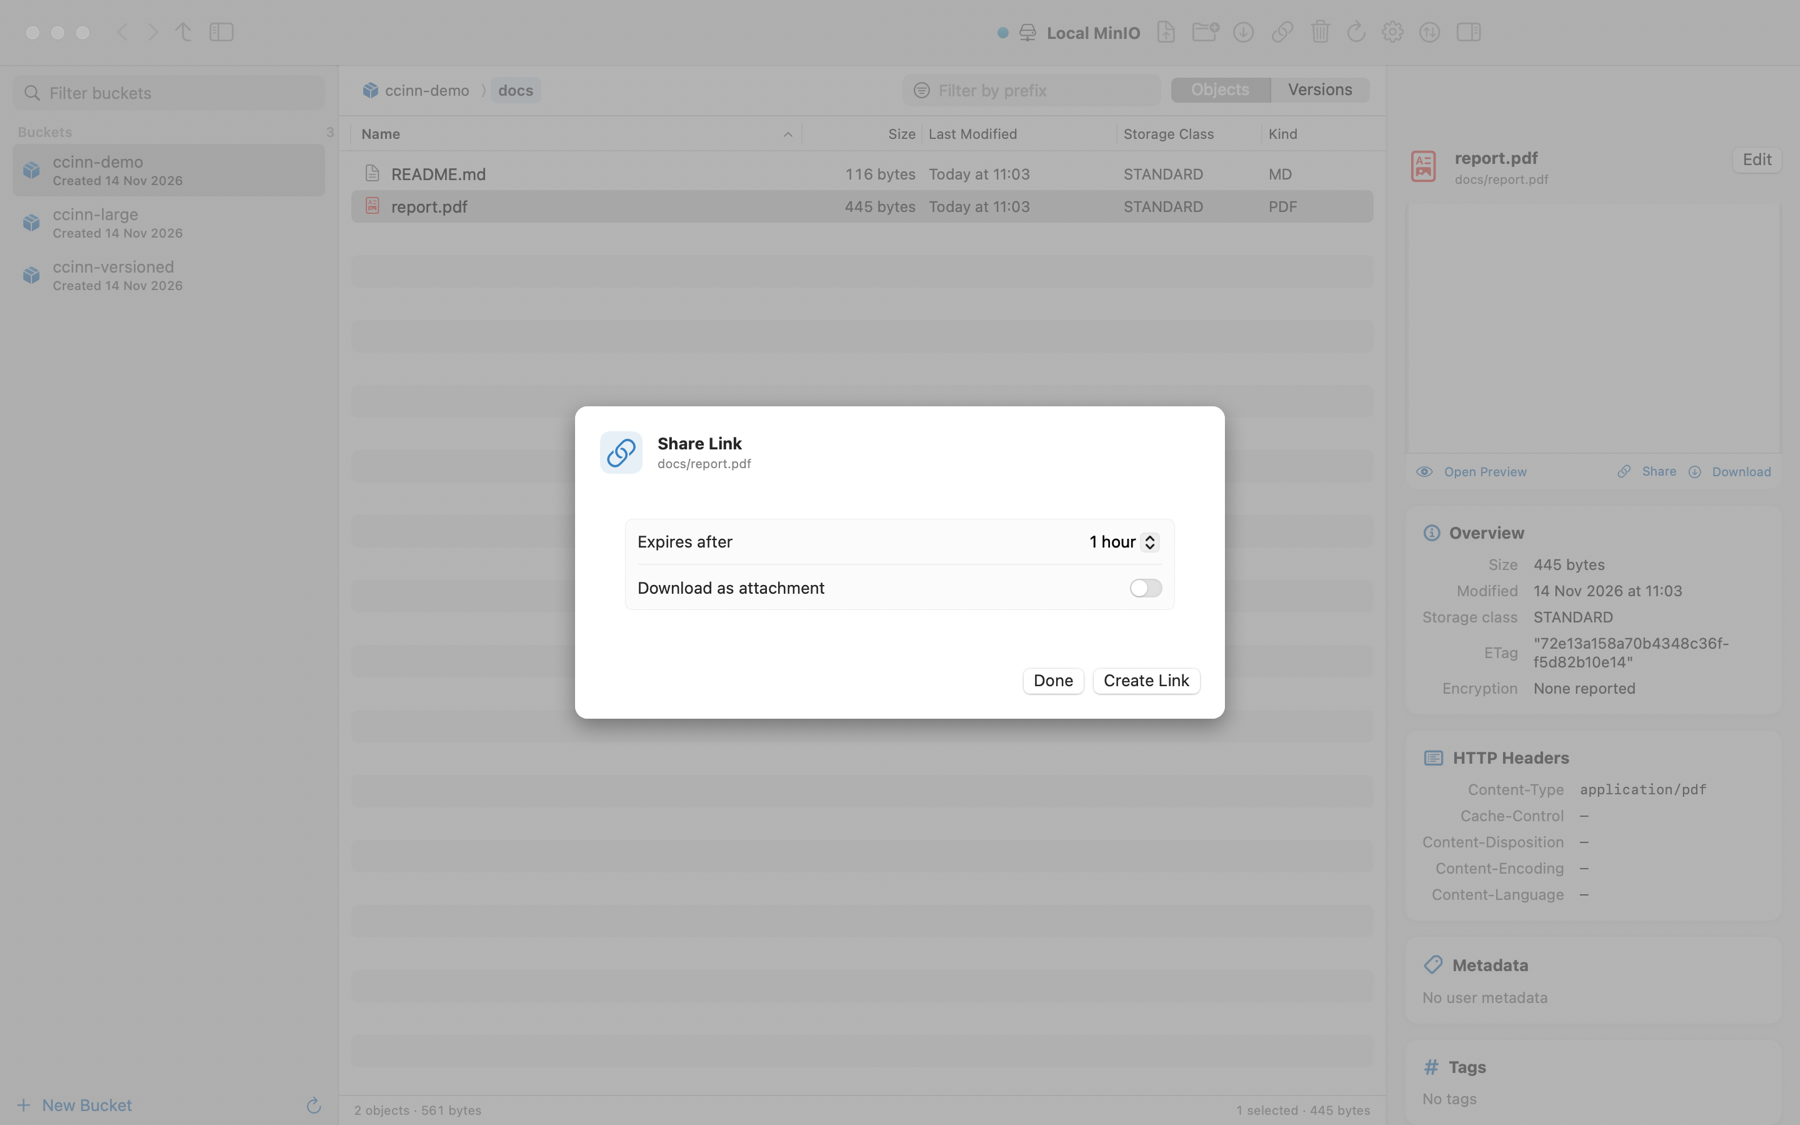 Local MinIO
Filter buckets
Buckets 3
ccinn-demo
Created 14 Nov 2026
ccinn-large
Created 14 Nov 2026
ccinn-versioned
Created 14 Nov 2026
New Bucket
ccinn-demo docs
Filter by prefix
Objects Versions
Name Size Last Modified Storage Class Kind
README.md 116 bytes Today at 11:03 STANDARD MD
report.pdf 445 bytes Today at 11:03 STANDARD PDF
Share Link
docs/report.pdf
Expires after 1 hour
Download as attachment
Done Create Link
2 objects · 561 bytes 1 selected · 445 bytes
report.pdf
docs/report.pdf
Edit
Open Preview Share Download
Overview
Size 445 bytes
Modified 14 Nov 2026 at 11:03
Storage class STANDARD
ETag "72e13a158a70b4348c36f-
f5d82b10e14"
Encryption None reported
HTTP Headers
Content-Type application/pdf
Cache-Control –
Content-Disposition –
Content-Encoding –
Content-Language –
Metadata
No user metadata
# Tags
No tags